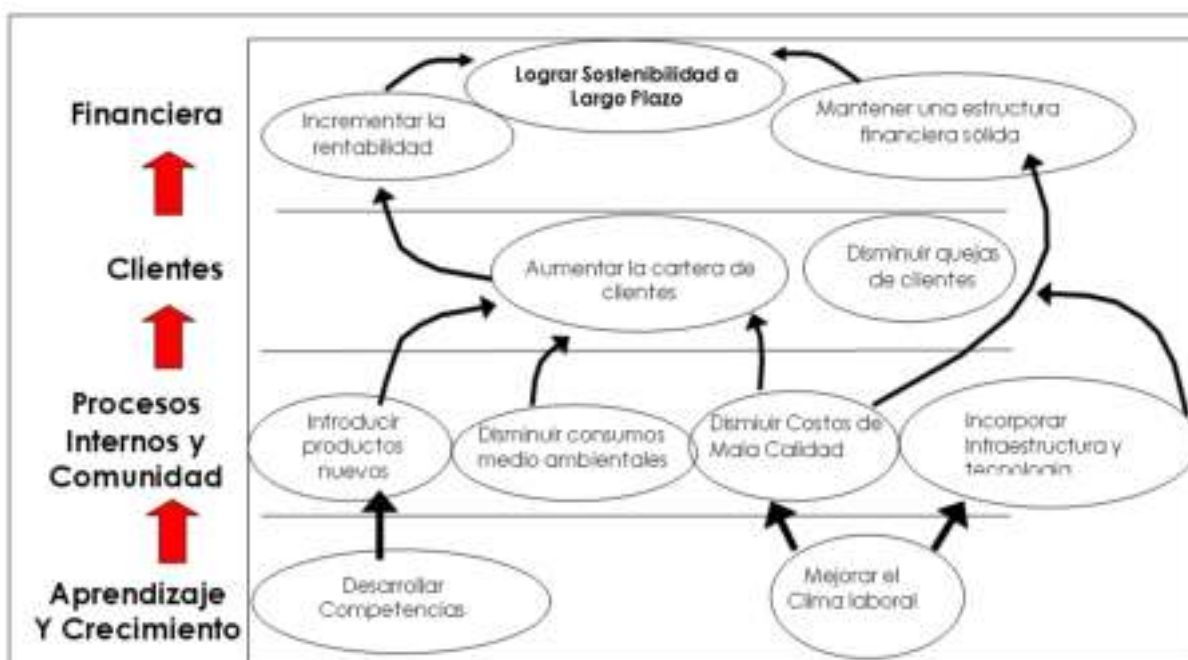 Financiera
Lograr Sostenibilidad a
Largo Plazo
Incrementar la
rentabilidad
Mantener una estructura
financiera sólida
Clientes
Aumentar la cartera de
clientes
Disminuir quejas
de clientes
Procesos
Internos y
Comunidad
Introducir
productos
nuevos
Disminuir consumos
medio ambientales
Dismiuir Costos de
Mala Calidad
Incorporar
Infraestructura y
tecnología
Aprendizaje
Y Crecimiento
Desarrollar
Competencias
Mejorar el
Clima laboral